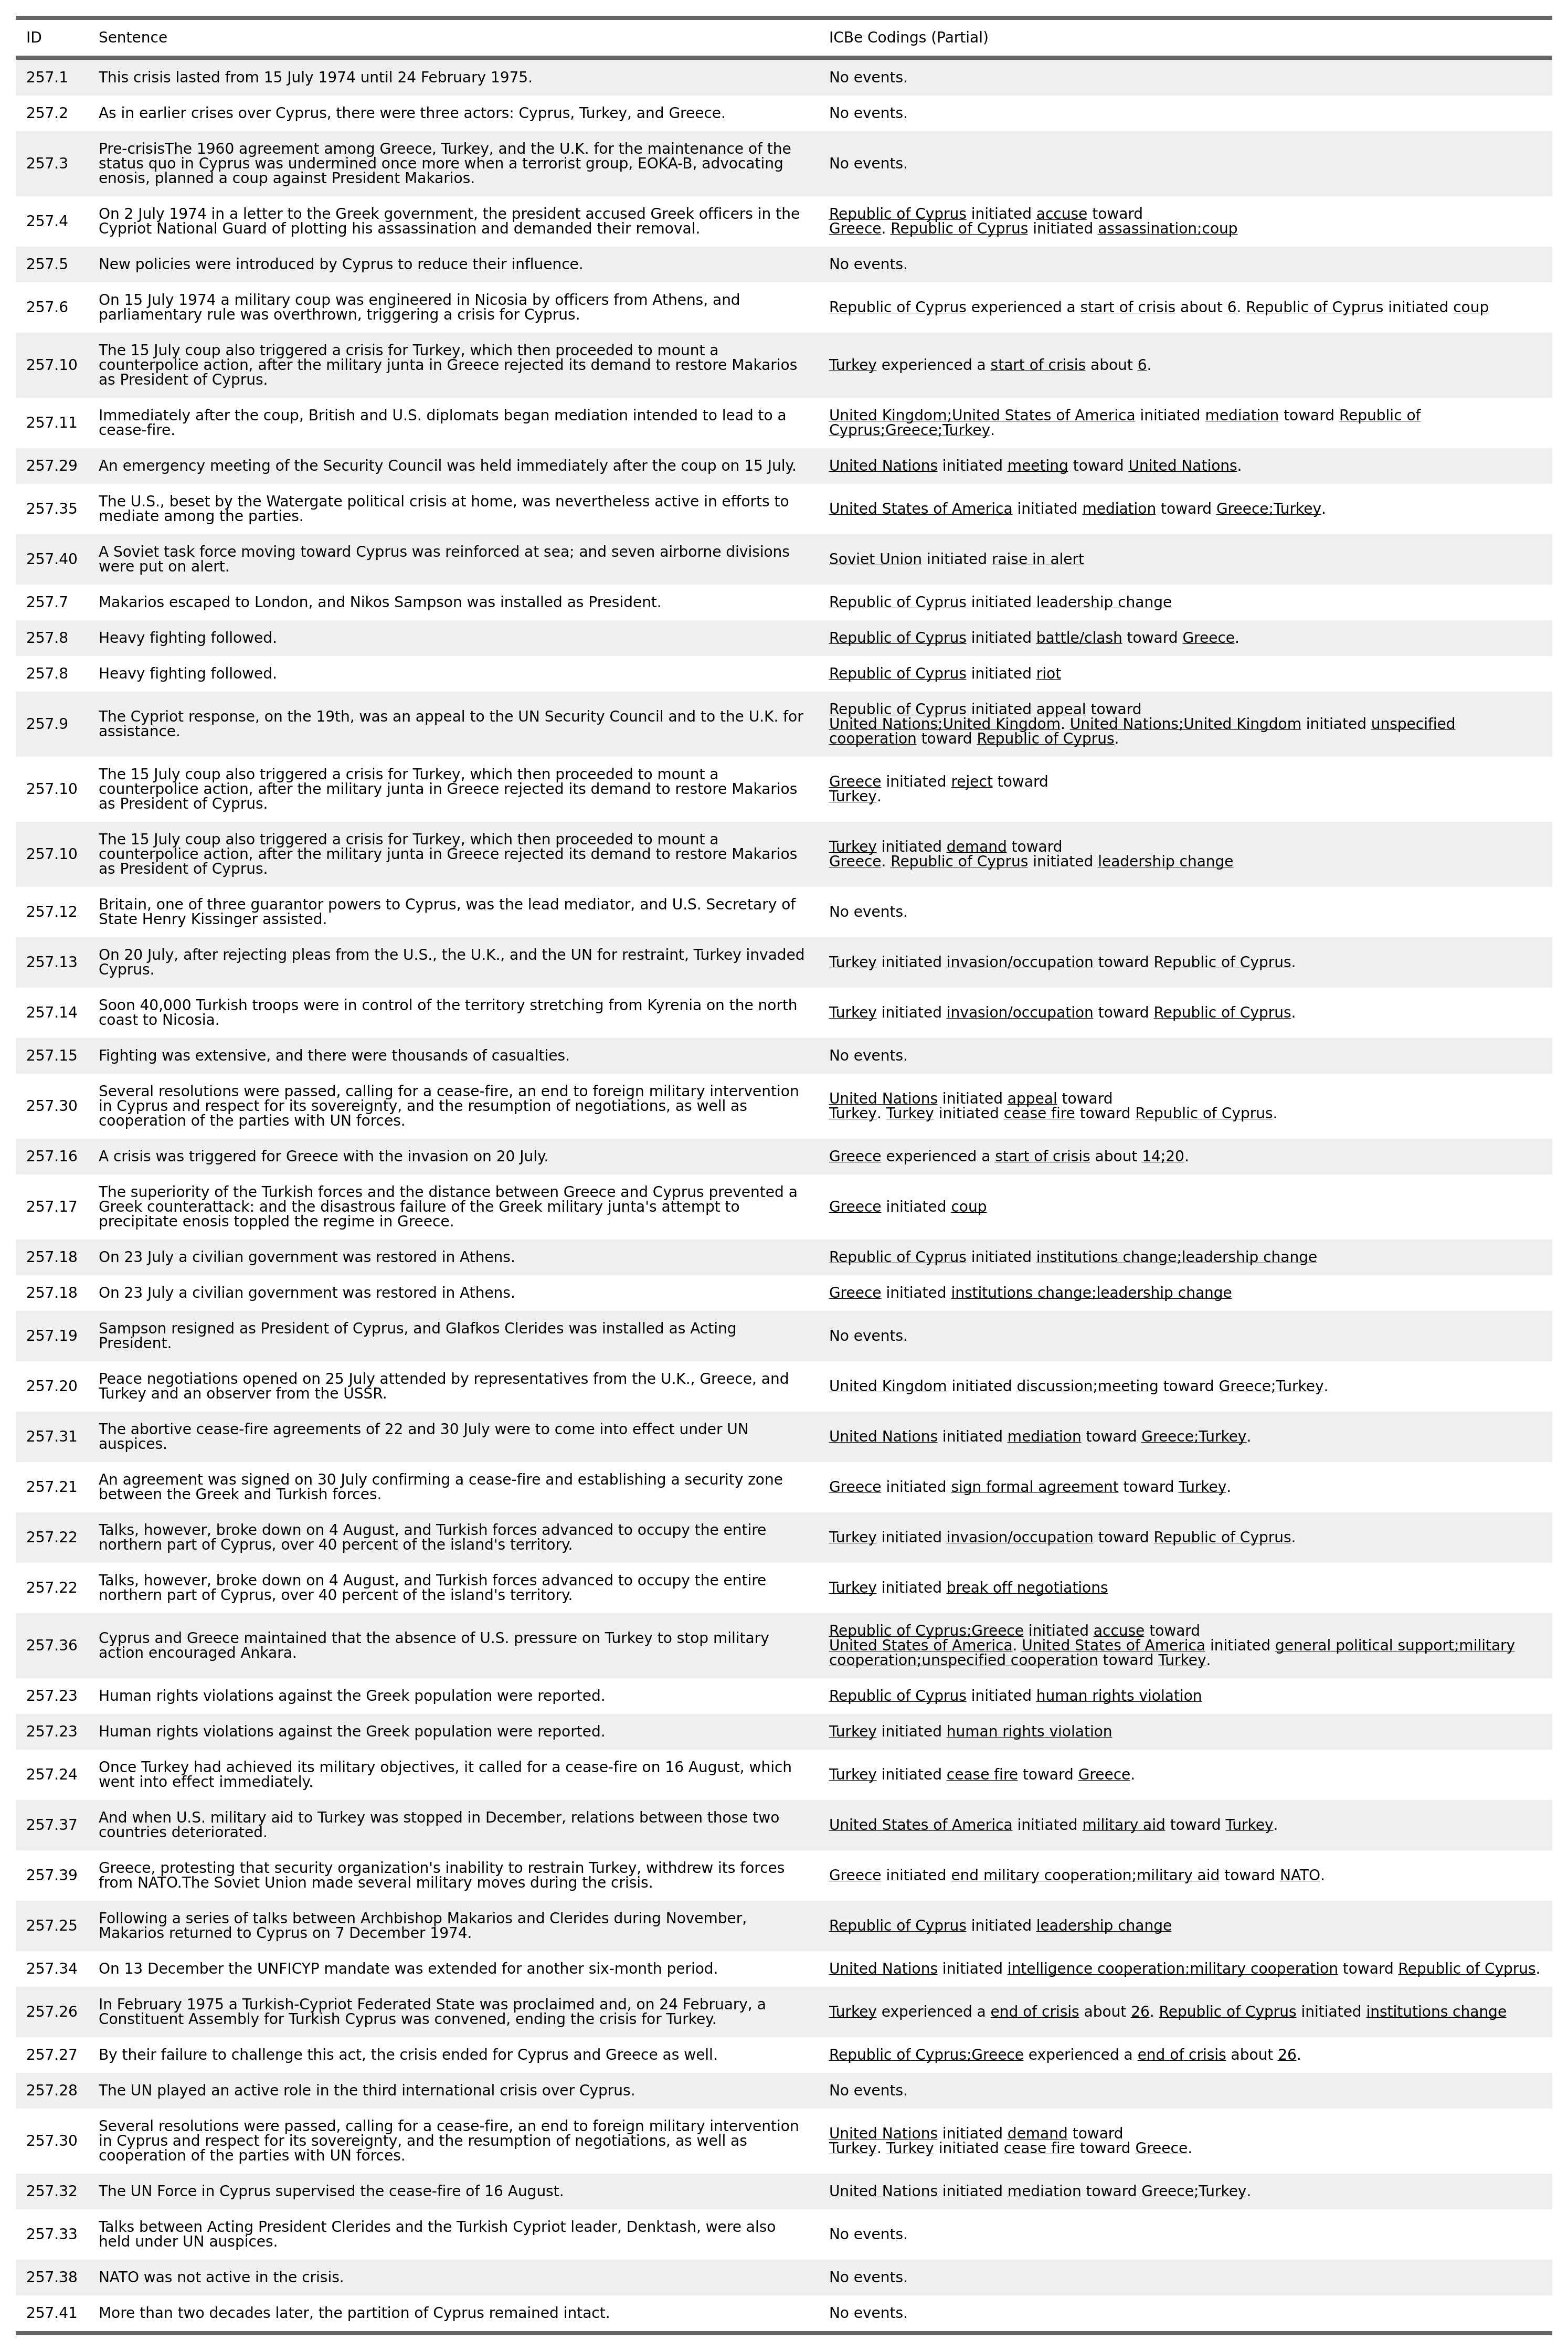 ID Sentence ICBe Codings (Partial)
257.1 This crisis lasted from 15 July 1974 until 24 February 1975. No events.
257.2 As in earlier crises over Cyprus, there were three actors: Cyprus, Turkey, and Greece. No events.
257.3 Pre-crisisThe 1960 agreement among Greece, Turkey, and the U.K. for the maintenance of the
status quo in Cyprus was undermined once more when a terrorist group, EOKA-B, advocating
enosis, planned a coup against President Makarios. No events.
257.4 On 2 July 1974 in a letter to the Greek government, the president accused Greek officers in the
Cypriot National Guard of plotting his assassination and demanded their removal.
Republic of Cyprus initiated accuse toward
Greece. Republic of Cyprus initiated assassination;coup
257.5 New policies were introduced by Cyprus to reduce their influence. No events.
257.6 On 15 July 1974 a military coup was engineered in Nicosia by officers from Athens, and
parliamentary rule was overthrown, triggering a crisis for Cyprus.
Republic of Cyprus experienced a start of crisis about 6. Republic of Cyprus initiated coup
257.10 The 15 July coup also triggered a crisis for Turkey, which then proceeded to mount a
counterpolice action, after the military junta in Greece rejected its demand to restore Makarios
as President of Cyprus.
Turkey experienced a start of crisis about 6.
257.11 Immediately after the coup, British and U.S. diplomats began mediation intended to lead to a
cease-fire.
United Kingdom;United States of America initiated mediation toward Republic of
Cyprus;Greece;Turkey.
257.29 An emergency meeting of the Security Council was held immediately after the coup on 15 July. United Nations initiated meeting toward United Nations.
257.35 The U.S., beset by the Watergate political crisis at home, was nevertheless active in efforts to
mediate among the parties.
United States of America initiated mediation toward Greece;Turkey.
257.40 A Soviet task force moving toward Cyprus was reinforced at sea; and seven airborne divisions
were put on alert.
Soviet Union initiated raise in alert
257.7 Makarios escaped to London, and Nikos Sampson was installed as President. Republic of Cyprus initiated leadership change
257.8 Heavy fighting followed. Republic of Cyprus initiated battle/clash toward Greece.
257.8 Heavy fighting followed. Republic of Cyprus initiated riot
257.9 The Cypriot response, on the 19th, was an appeal to the UN Security Council and to the U.K. for
assistance.
Republic of Cyprus initiated appeal toward
United Nations;United Kingdom. United Nations;United Kingdom initiated unspecified
cooperation toward Republic of Cyprus.
257.10 The 15 July coup also triggered a crisis for Turkey, which then proceeded to mount a
counterpolice action, after the military junta in Greece rejected its demand to restore Makarios
as President of Cyprus.
Greece initiated reject toward
Turkey.
257.10 The 15 July coup also triggered a crisis for Turkey, which then proceeded to mount a
counterpolice action, after the military junta in Greece rejected its demand to restore Makarios
as President of Cyprus.
Turkey initiated demand toward
Greece. Republic of Cyprus initiated leadership change
257.12 Britain, one of three guarantor powers to Cyprus, was the lead mediator, and U.S. Secretary of
State Henry Kissinger assisted.
No events.
257.13 On 20 July, after rejecting pleas from the U.S., the U.K., and the UN for restraint, Turkey invaded
Cyprus.
Turkey initiated invasion/occupation toward Republic of Cyprus.
257.14 Soon 40,000 Turkish troops were in control of the territory stretching from Kyrenia on the north
coast to Nicosia.
Turkey initiated invasion/occupation toward Republic of Cyprus.
257.15 Fighting was extensive, and there were thousands of casualties. No events.
257.30 Several resolutions were passed, calling for a cease-fire, an end to foreign military intervention
in Cyprus and respect for its sovereignty, and the resumption of negotiations, as well as
cooperation of the parties with UN forces.
United Nations initiated appeal toward
Turkey. Turkey initiated cease fire toward Republic of Cyprus.
257.16 A crisis was triggered for Greece with the invasion on 20 July. Greece experienced a start of crisis about 14;20.
257.17 The superiority of the Turkish forces and the distance between Greece and Cyprus prevented a
Greek counterattack: and the disastrous failure of the Greek military junta's attempt to
precipitate enosis toppled the regime in Greece.
Greece initiated coup
257.18 On 23 July a civilian government was restored in Athens. Republic of Cyprus initiated institutions change;leadership change
257.18 On 23 July a civilian government was restored in Athens. Greece initiated institutions change;leadership change
257.19 Sampson resigned as President of Cyprus, and Glafkos Clerides was installed as Acting
President.
No events.
257.20 Peace negotiations opened on 25 July attended by representatives from the U.K., Greece, and
Turkey and an observer from the USSR.
United Kingdom initiated discussion;meeting toward Greece;Turkey.
257.31 The abortive cease-fire agreements of 22 and 30 July were to come into effect under UN
auspices.
United Nations initiated mediation toward Greece;Turkey.
257.21 An agreement was signed on 30 July confirming a cease-fire and establishing a security zone
between the Greek and Turkish forces.
Greece initiated sign formal agreement toward Turkey.
257.22 Talks, however, broke down on 4 August, and Turkish forces advanced to occupy the entire
northern part of Cyprus, over 40 percent of the island's territory.
Turkey initiated invasion/occupation toward Republic of Cyprus.
257.22 Talks, however, broke down on 4 August, and Turkish forces advanced to occupy the entire
northern part of Cyprus, over 40 percent of the island's territory.
Turkey initiated break off negotiations
257.36 Cyprus and Greece maintained that the absence of U.S. pressure on Turkey to stop military
action encouraged Ankara.
Republic of Cyprus;Greece initiated accuse toward
United States of America. United States of America initiated general political support;military
cooperation;unspecified cooperation toward Turkey.
257.23 Human rights violations against the Greek population were reported. Republic of Cyprus initiated human rights violation
257.23 Human rights violations against the Greek population were reported. Turkey initiated human rights violation
257.24 Once Turkey had achieved its military objectives, it called for a cease-fire on 16 August, which
went into effect immediately.
Turkey initiated cease fire toward Greece.
257.37 And when U.S. military aid to Turkey was stopped in December, relations between those two
countries deteriorated.
United States of America initiated military aid toward Turkey.
257.39 Greece, protesting that security organization's inability to restrain Turkey, withdrew its forces
from NATO.The Soviet Union made several military moves during the crisis.
Greece initiated end military cooperation;military aid toward NATO.
257.25 Following a series of talks between Archbishop Makarios and Clerides during November,
Makarios returned to Cyprus on 7 December 1974.
Republic of Cyprus initiated leadership change
257.34 On 13 December the UNFICYP mandate was extended for another six-month period. United Nations initiated intelligence cooperation;military cooperation toward Republic of Cyprus.
257.26 In February 1975 a Turkish-Cypriot Federated State was proclaimed and, on 24 February, a
Constituent Assembly for Turkish Cyprus was convened, ending the crisis for Turkey.
Turkey experienced a end of crisis about 26. Republic of Cyprus initiated institutions change
257.27 By their failure to challenge this act, the crisis ended for Cyprus and Greece as well. Republic of Cyprus;Greece experienced a end of crisis about 26.
257.28 The UN played an active role in the third international crisis over Cyprus. No events.
257.30 Several resolutions were passed, calling for a cease-fire, an end to foreign military intervention
in Cyprus and respect for its sovereignty, and the resumption of negotiations, as well as
cooperation of the parties with UN forces.
United Nations initiated demand toward
Turkey. Turkey initiated cease fire toward Greece.
257.32 The UN Force in Cyprus supervised the cease-fire of 16 August. United Nations initiated mediation toward Greece;Turkey.
257.33 Talks between Acting President Clerides and the Turkish Cypriot leader, Denktash, were also
held under UN auspices.
No events.
257.38 NATO was not active in the crisis. No events.
257.41 More than two decades later, the partition of Cyprus remained intact. No events.